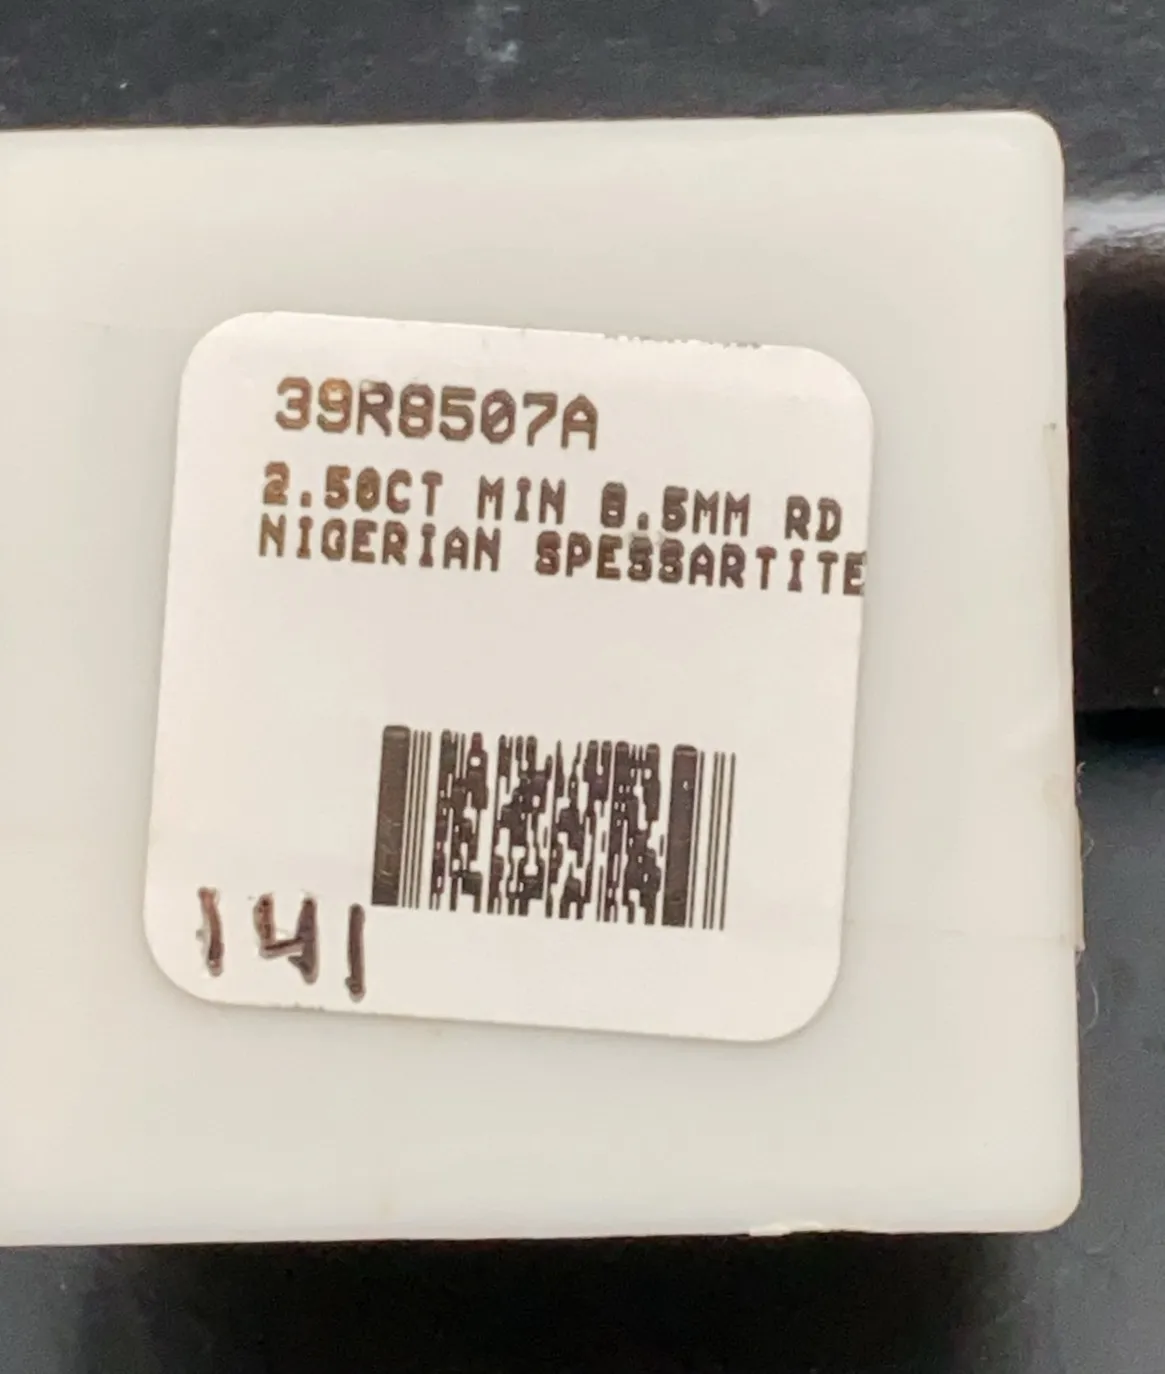 39R8507A
2.50CT MIN 8.5MM RD
NIGERIAN SPESSARTITE
141